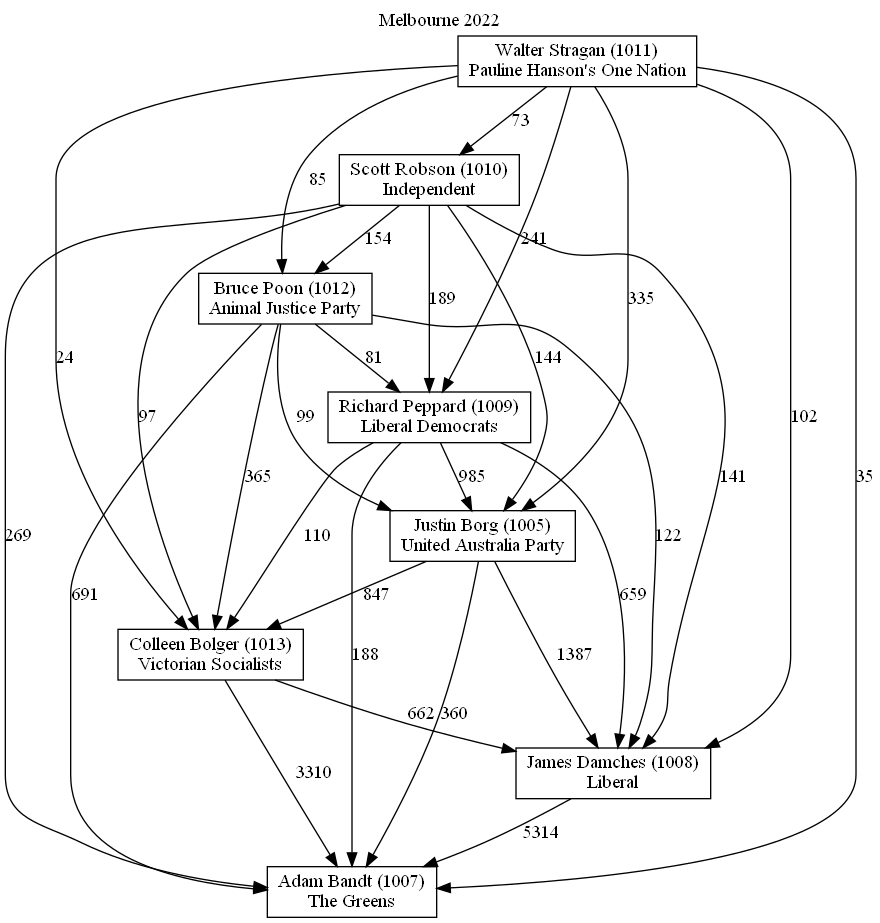 Melbourne 2022
Walter Stragan (1011)
Pauline Hanson's One Nation
73
Scott Robson (1010)
Independent
85
154
241
Bruce Poon (1012)
Animal Justice Party
189
335
24
81
144
97
99
102
Richard Peppard (1009)
Liberal Democrats
365
985
141
35
Justin Borg (1005)
United Australia Party
269
110
122
691
847
659
Colleen Bolger (1013)
Victorian Socialists
188
1387
662
360
James Damches (1008)
Liberal
3310
5314
Adam Bandt (1007)
The Greens